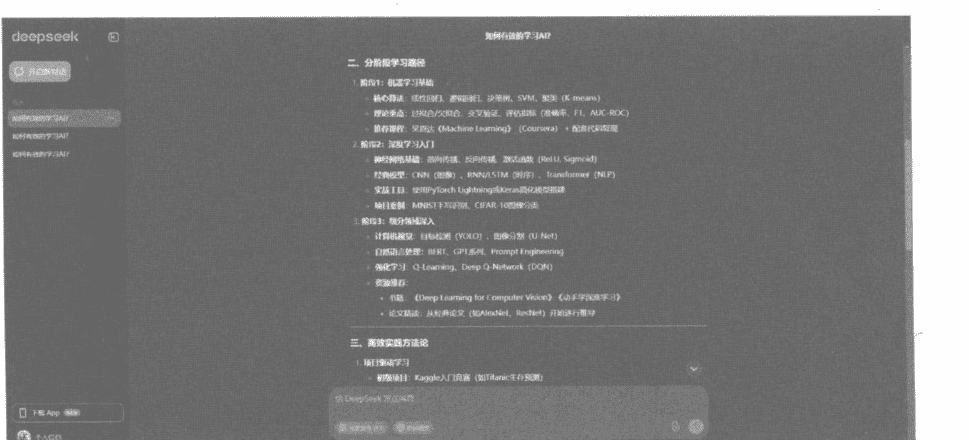 deepseek
如何有效的学习AI?
开启新对话
如何有效的学习AI?
如何有效的学习AI?
如何有效的学习AI?
二、分阶段学习路径
1. 阶段1：机器学习基础
核心算法：线性回归、逻辑回归、决策树、SVM、聚类（K-means）
理论重点：过拟合/欠拟合、交叉验证、评估指标（准确率、F1、AUC-ROC）
推荐课程：吴恩达《Machine Learning》（Coursera）+ 配套代码复现
2. 阶段2：深度学习入门
神经网络基础：前向传播、反向传播、激活函数（ReLU, Sigmoid）
经典模型：CNN（图像）、RNN/LSTM（时序）、Transformer（NLP）
实战工具：使用PyTorch Lightning或Keras简化模型搭建
项目案例：MNIST手写识别、CIFAR-10图像分类
3. 阶段3：细分领域深入
计算机视觉：目标检测（YOLO）、图像分割（U-Net）
自然语言处理：BERT、GPT系列、Prompt Engineering
强化学习：Q-Learning、Deep Q-Network（DQN）
资源推荐：
书籍：《Deep Learning for Computer Vision》《动手学深度学习》
论文精读：从经典论文（如AlexNet、ResNet）开始逐行推导
三、高效实践方法论
1. 项目驱动学习
初级项目：Kaggle入门竞赛（如Titanic生存预测）
给 DeepSeek 发送消息
下载 App
个人信息